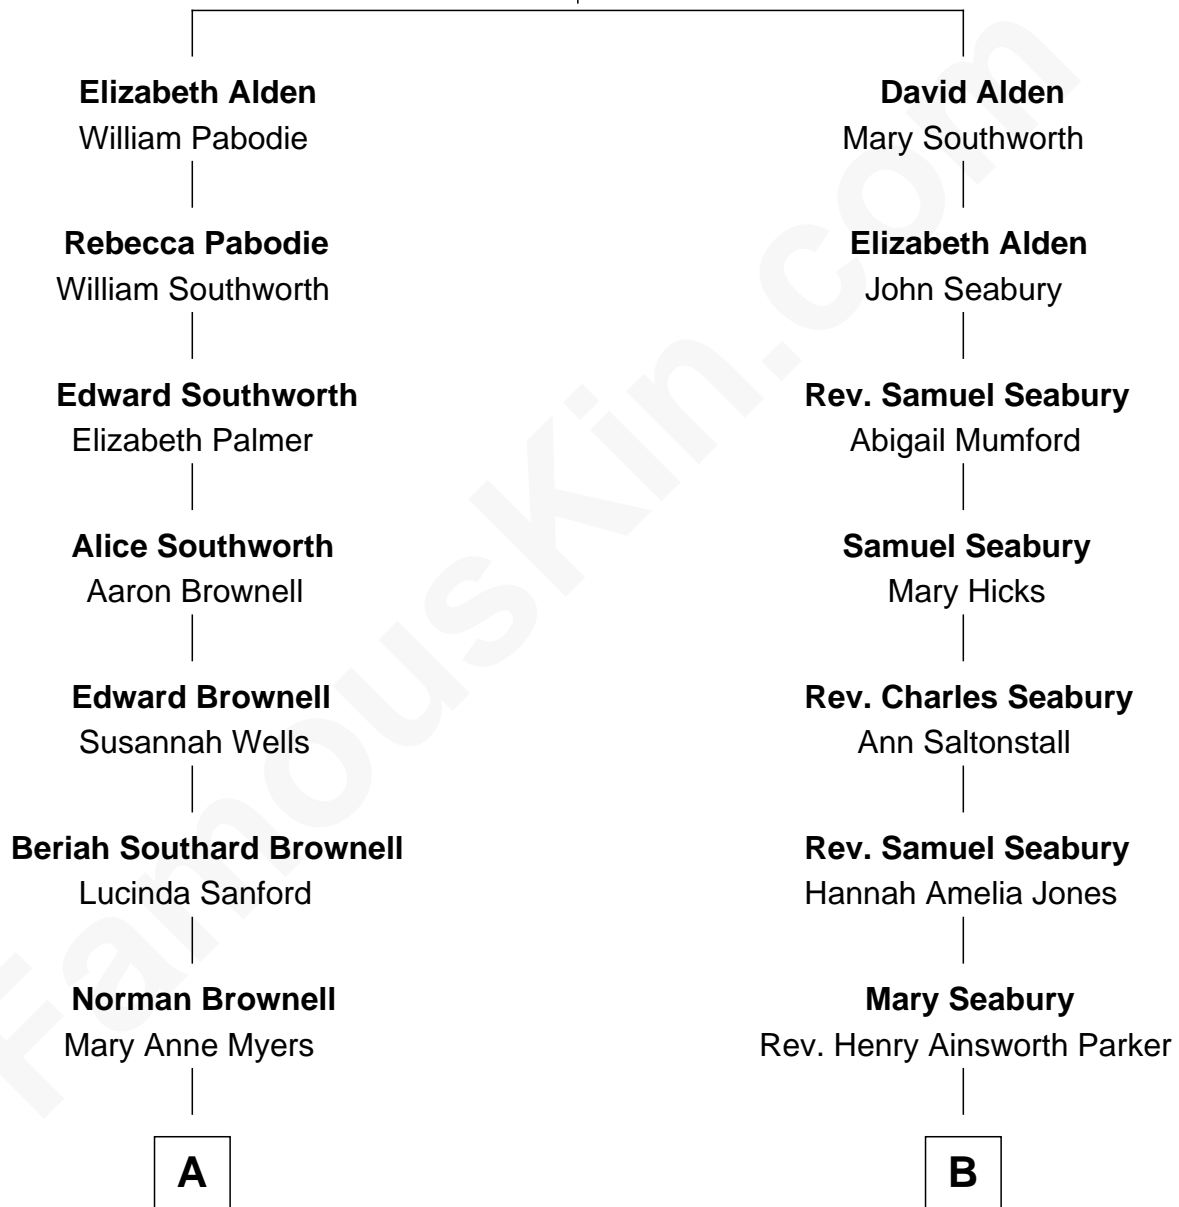 Elizabeth Alden
William Pabodie
David Alden
Mary Southworth
Rebecca Pabodie
William Southworth
Elizabeth Alden
John Seabury
Edward Southworth
Elizabeth Palmer
Rev. Samuel Seabury
Abigail Mumford
Alice Southworth
Aaron Brownell
Samuel Seabury
Mary Hicks
Edward Brownell
Susannah Wells
Rev. Charles Seabury
Ann Saltonstall
Beriah Southard Brownell
Lucinda Sanford
Rev. Samuel Seabury
Hannah Amelia Jones
Norman Brownell
Mary Anne Myers
Mary Seabury
Rev. Henry Ainsworth Parker
A
B
FamousKin.com